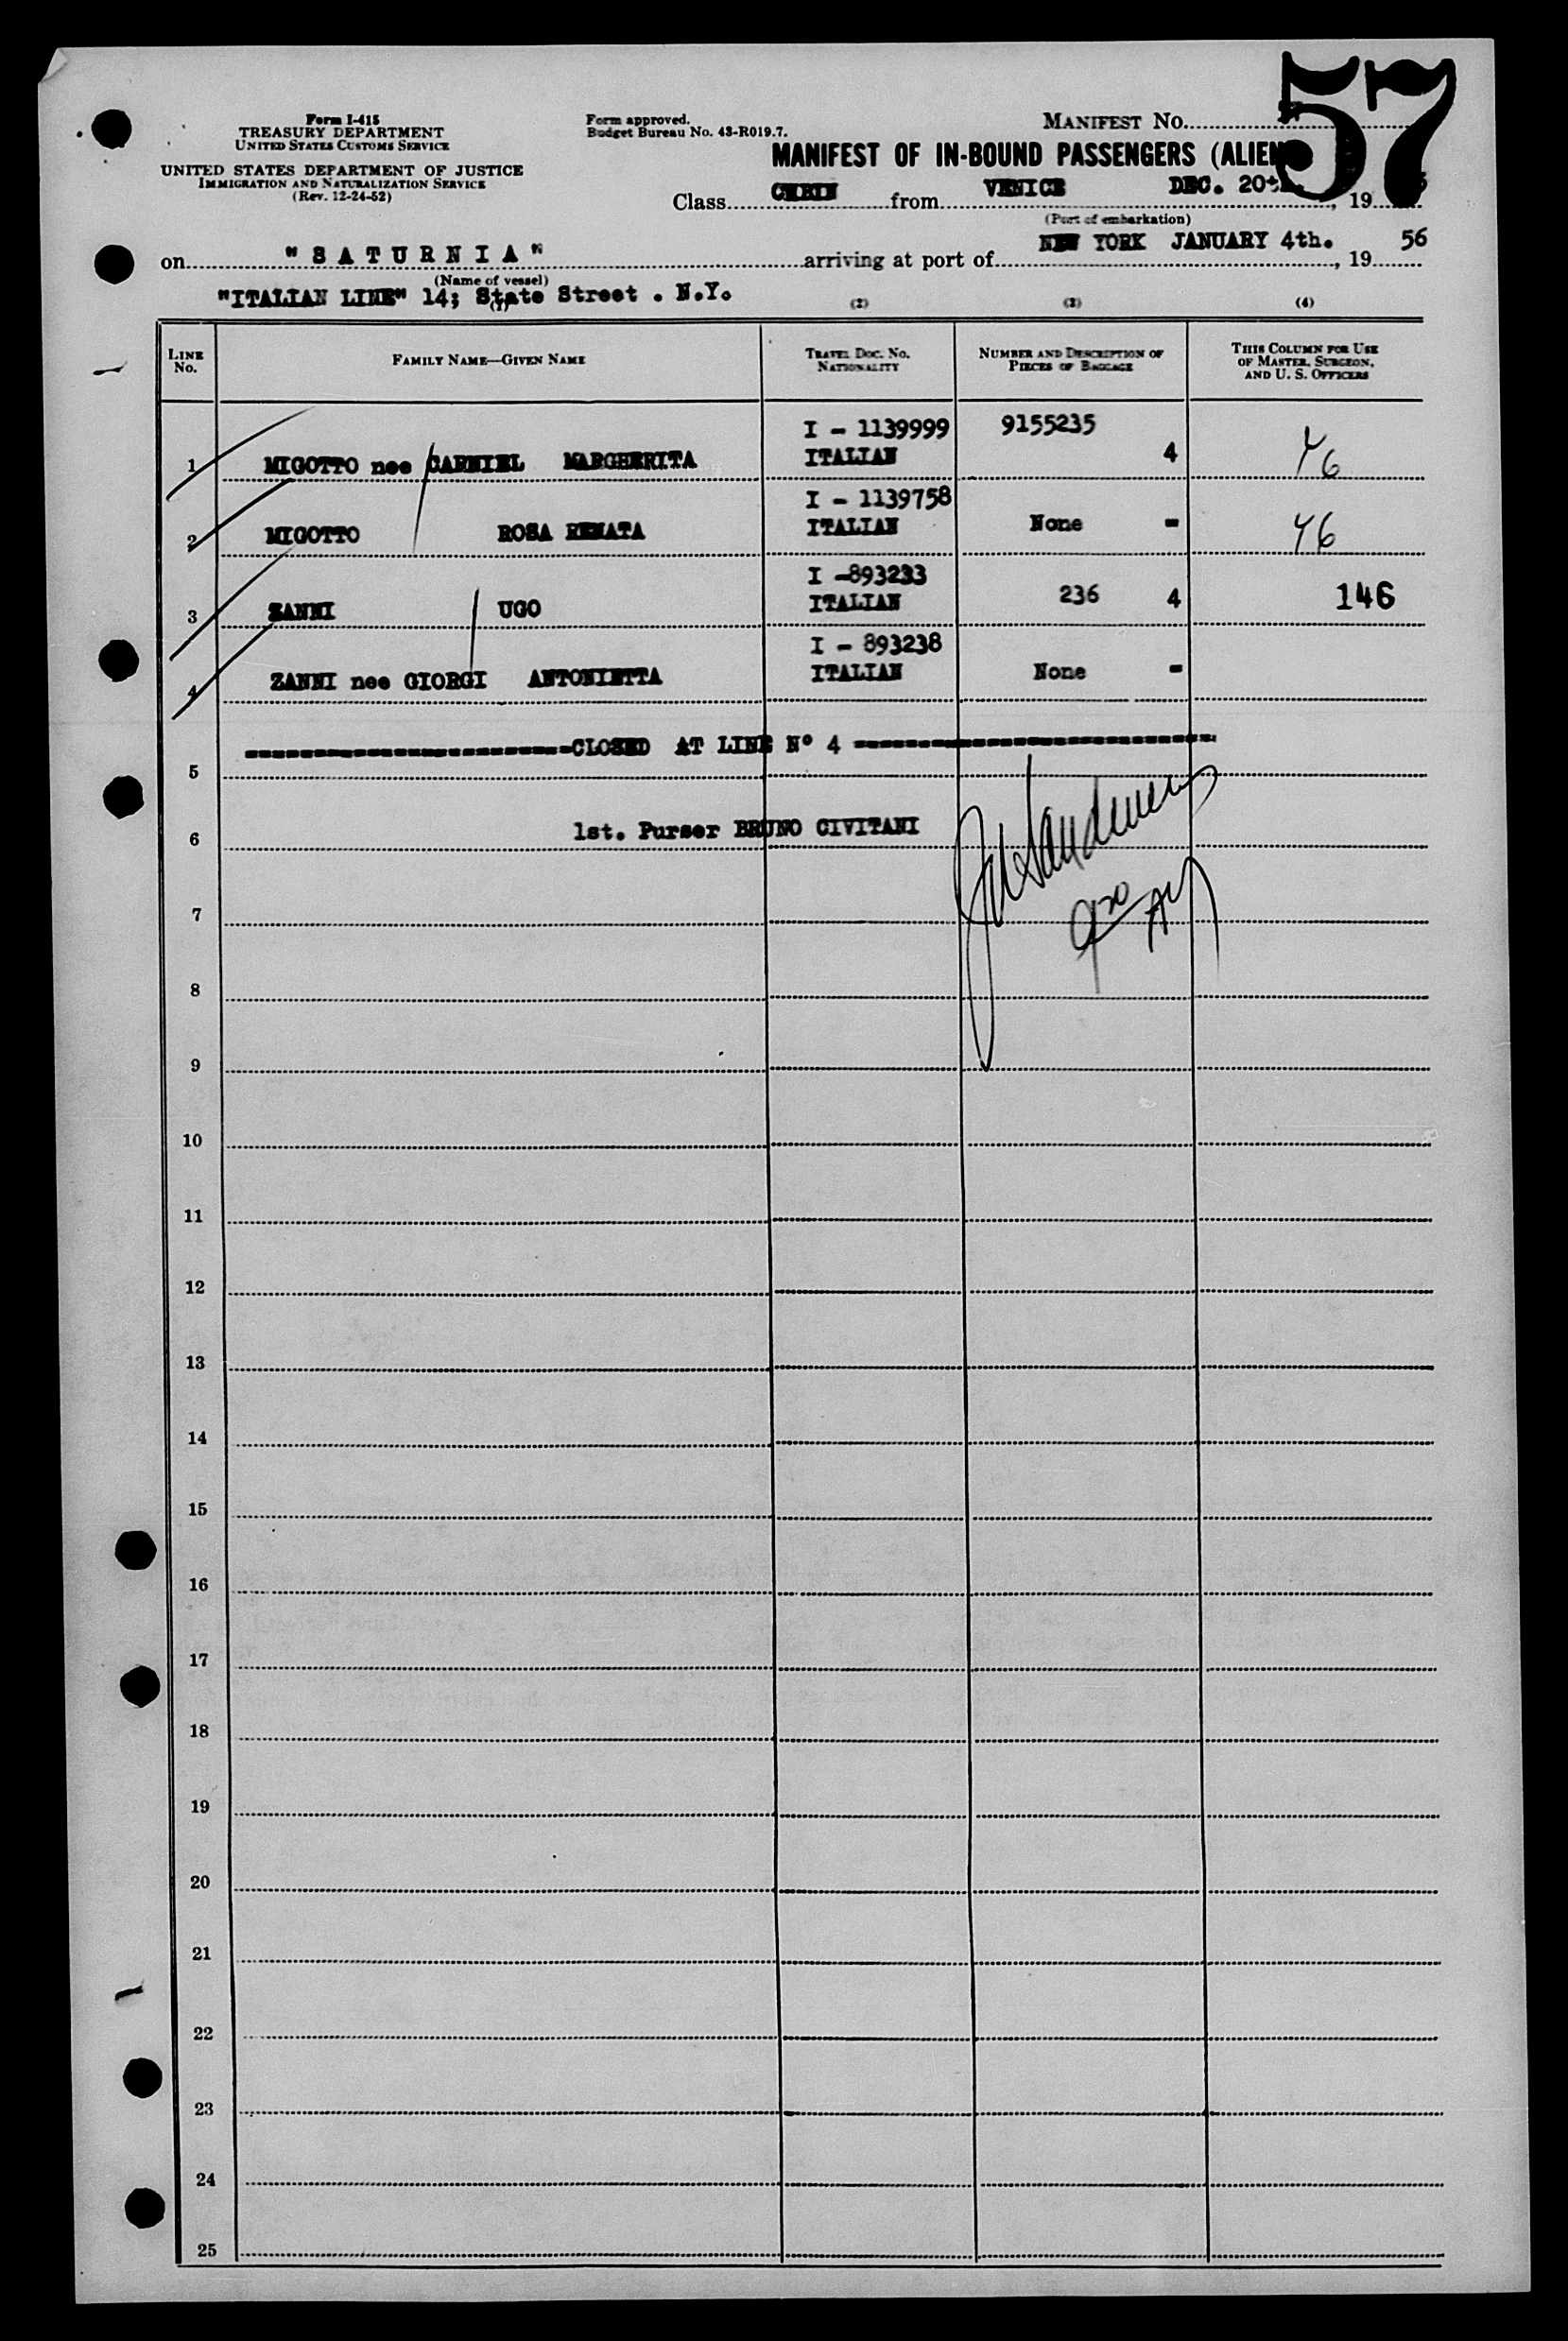 57
Form I-415
TREASURY DEPARTMENT
UNITED STATES CUSTOMS SERVICE
UNITED STATES DEPARTMENT OF JUSTICE
IMMIGRATION AND NATURALIZATION SERVICE
(Rev. 12-24-52)
Form approved.
Budget Bureau No. 43-R019.7.
MANIFEST No.
MANIFEST OF IN-BOUND PASSENGERS (ALIEN
Class CABIN from VENICE DEC. 20th. , 19
(Port of embarkation)
on "SATURNIA" arriving at port of NEW YORK JANUARY 4th. , 19 56
(Name of vessel)
"ITALIAN LINE" 14; State Street . N.Y.
(1) (2) (3) (4)
LINE No. FAMILY NAME—GIVEN NAME TRAVEL DOC. No. NATIONALITY NUMBER AND DESCRIPTION OF PIECES OF BAGGAGE THIS COLUMN FOR USE OF MASTER, SURGEON, AND U. S. OFFICERS
I - 1139999 9155235
1 MIGOTTO nee CARNIEL MARGHERITA ITALIAN 4 46
I - 1139758
2 MIGOTTO ROSA RENATA ITALIAN None - 46
I -893233
3 ZANNI UGO ITALIAN 236 4 146
I - 893238
4 ZANNI nee GIORGI ANTONIETTA ITALIAN None -
CLOSED AT LINE Nº 4
5
1st. Purser BRUNO CIVITANI
6
7
8
9
10
11
12
13
14
15
16
17
18
19
20
21
22
23
24
25